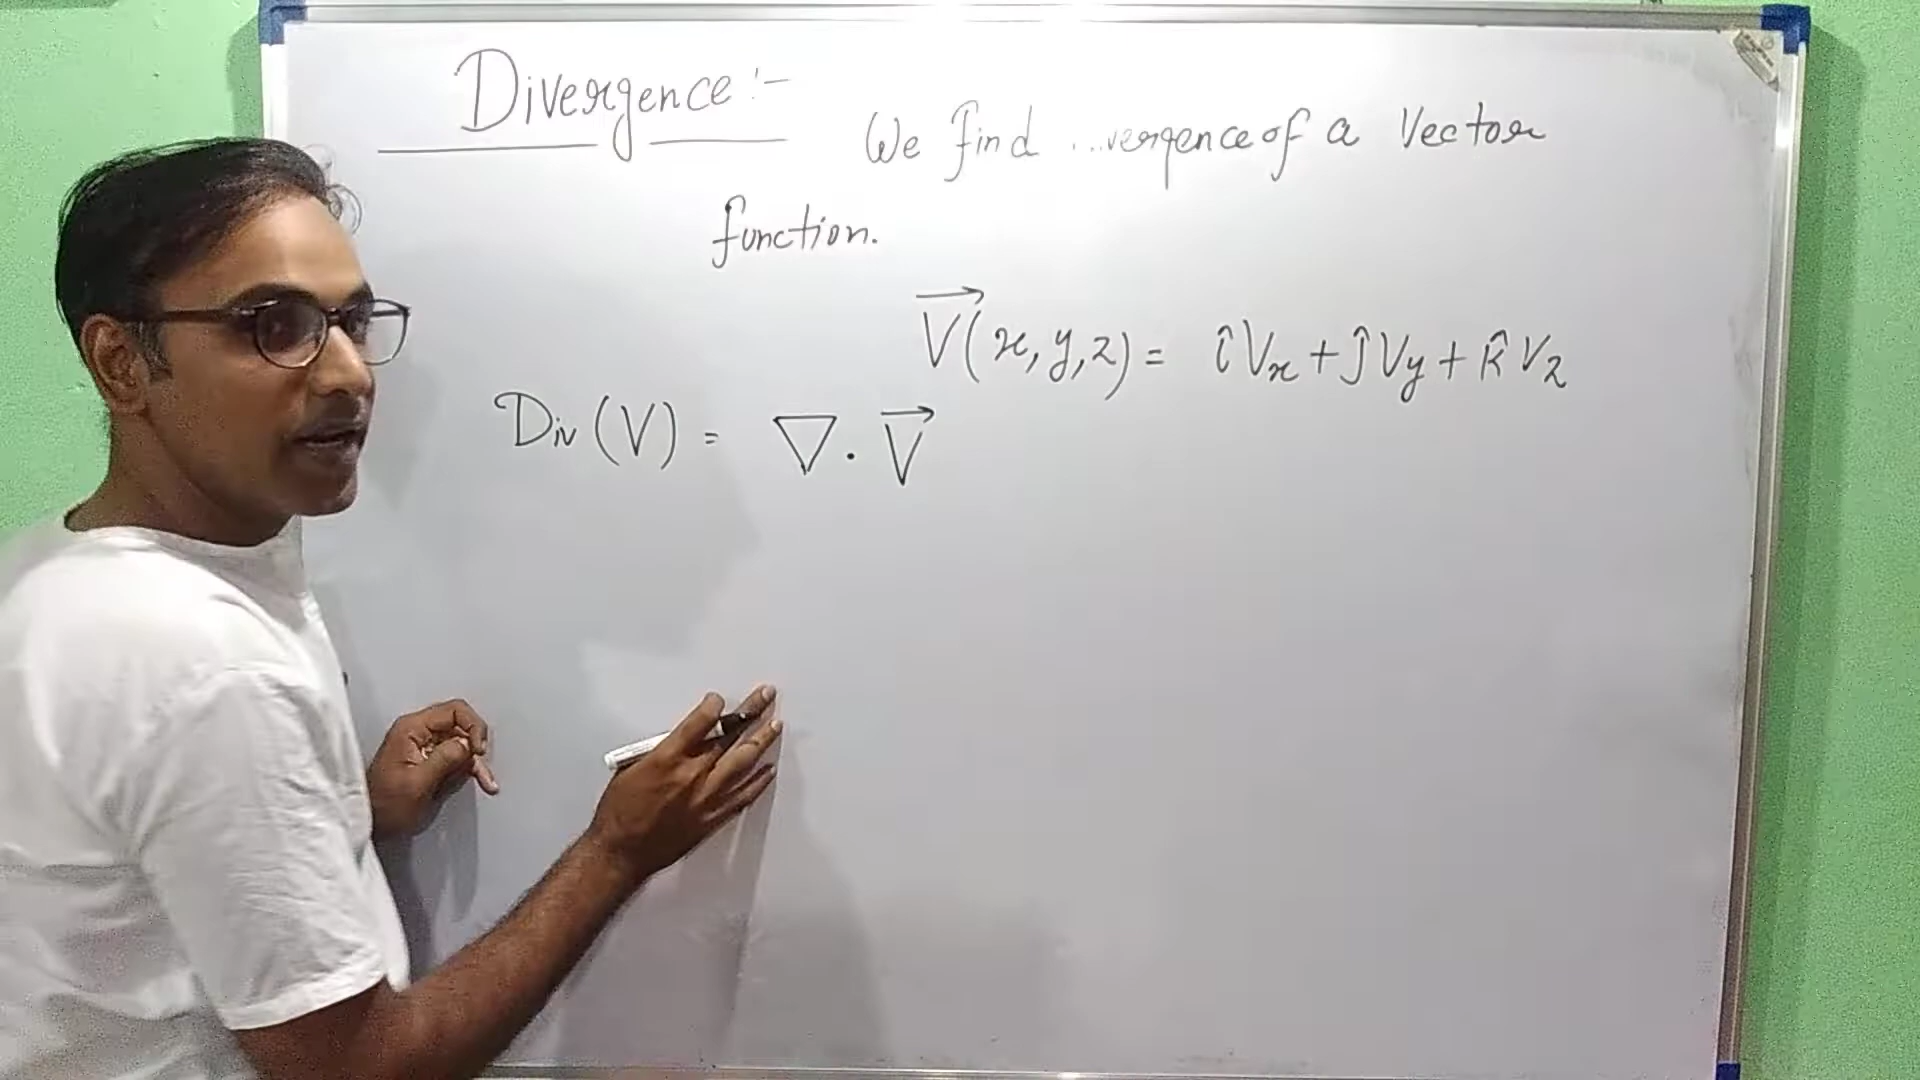 Divergence :-
We find ...vergence of a Vector
function.
V⃗(x, y, z) = îVx + ĵVy + k̂Vz
Div (V) = ∇ . V⃗